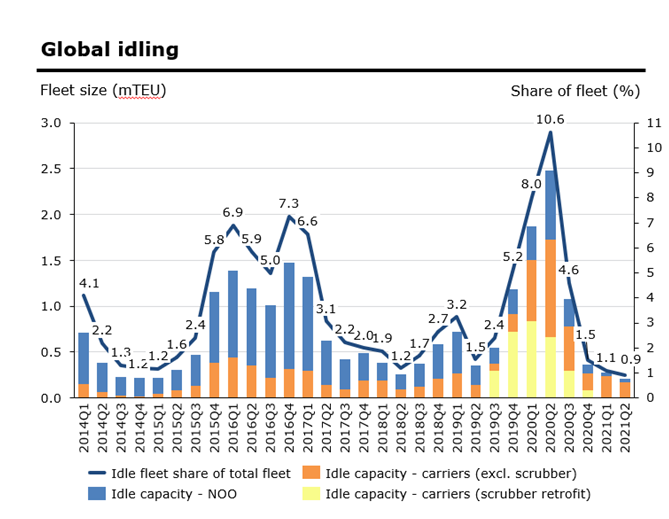 Global idling
Fleet size (mTEU)
Share of fleet (%)
3.0
2.5
2.0
1.5
1.0
0.5
0.0
11
10
9
8
7
6
5
4
3
2
1
0
4.1
2.2
1.3
1.2
1.2
1.6
2.4
5.8
6.9
5.9
5.0
7.3
6.6
3.1
2.2
2.0
1.9
1.2
1.7
2.7
3.2
1.5
2.4
5.2
8.0
10.6
4.6
1.5
1.1
0.9
2014Q1
2014Q2
2014Q3
2014Q4
2015Q1
2015Q2
2015Q3
2015Q4
2016Q1
2016Q2
2016Q3
2016Q4
2017Q1
2017Q2
2017Q3
2017Q4
2018Q1
2018Q2
2018Q3
2018Q4
2019Q1
2019Q2
2019Q3
2019Q4
2020Q1
2020Q2
2020Q3
2020Q4
2021Q1
2021Q2
Idle fleet share of total fleet
Idle capacity - carriers (excl. scrubber)
Idle capacity - NOO
Idle capacity - carriers (scrubber retrofit)